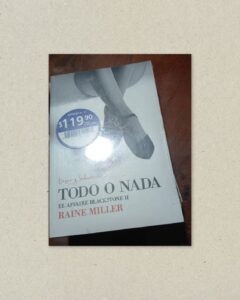 $119.90
TODO O NADA
EL AFFAIRE BLACKSTONE II
RAINE MILLER